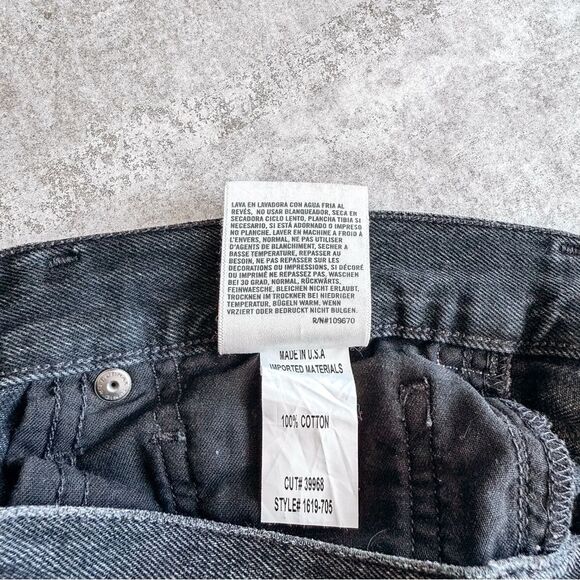 LAVA EN LAVADORA CON AGUA FRIA AL
REVÉS, NO USAR BLANQUEADOR, SECA EN
SECADORA CICLO LENTO, PLANCHA TIBIA SI
NECESARIO, SI ESTÁ ADORNADO O IMPRESO
NO PLANCHE. LAVER EN MACHINE A FROID À
L'ENVERS, NORMAL, NE PAS UTILISER
D'AGENTS DE BLANCHIMENT, SECHER A
BASSE TEMPERATURE, REPASSER AU
BESOIN, NE PAS REPASSER SUR LES
DECORATIONS OU IMPRESSIONS, SI DÉCORÉ
OU IMPRIMÉ NE REPASSEZ PAS, WASCHEN
BEI 30 GRAD, NORMAL, RÜCKWÄRTS,
FEINWAESCHE, BLEICHEN NICHT ERLAUBT,
TROCKNEN IM TROCKNER BEI NIEDRIGER
TEMPERATUR, BÜGELN WARM, WENN
VRZIERT ODER BEDRUCKT NICHT BULGEN.
R/N#109670
MADE IN U.S.A
IMPORTED MATERIALS
100% COTTON
CUT# 39968
STYLE# 1619-705